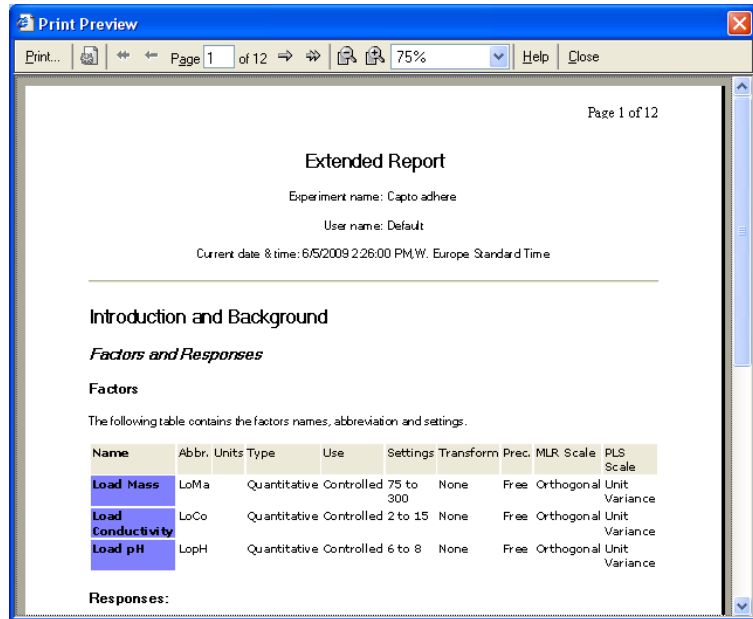 Print Preview
Print... Page 1 of 12 75% Help Close
Page 1 of 12
Extended Report
Experiment name: Capto adhere
User name: Default
Current date & time: 6/5/2009 2:26:00 PM,W. Europe Standard Time
Introduction and Background
Factors and Responses
Factors
The following table contains the factors names, abbreviation and settings.
Name Abbr. Units Type Use Settings Transform Prec. MLR Scale PLS
Scale
Load Mass LoMa Quantitative Controlled 75 to None Free Orthogonal Unit
300 Variance
Load LoCo Quantitative Controlled 2 to 15 None Free Orthogonal Unit
Conductivity Variance
Load pH LopH Quantitative Controlled 6 to 8 None Free Orthogonal Unit
Variance
Responses: